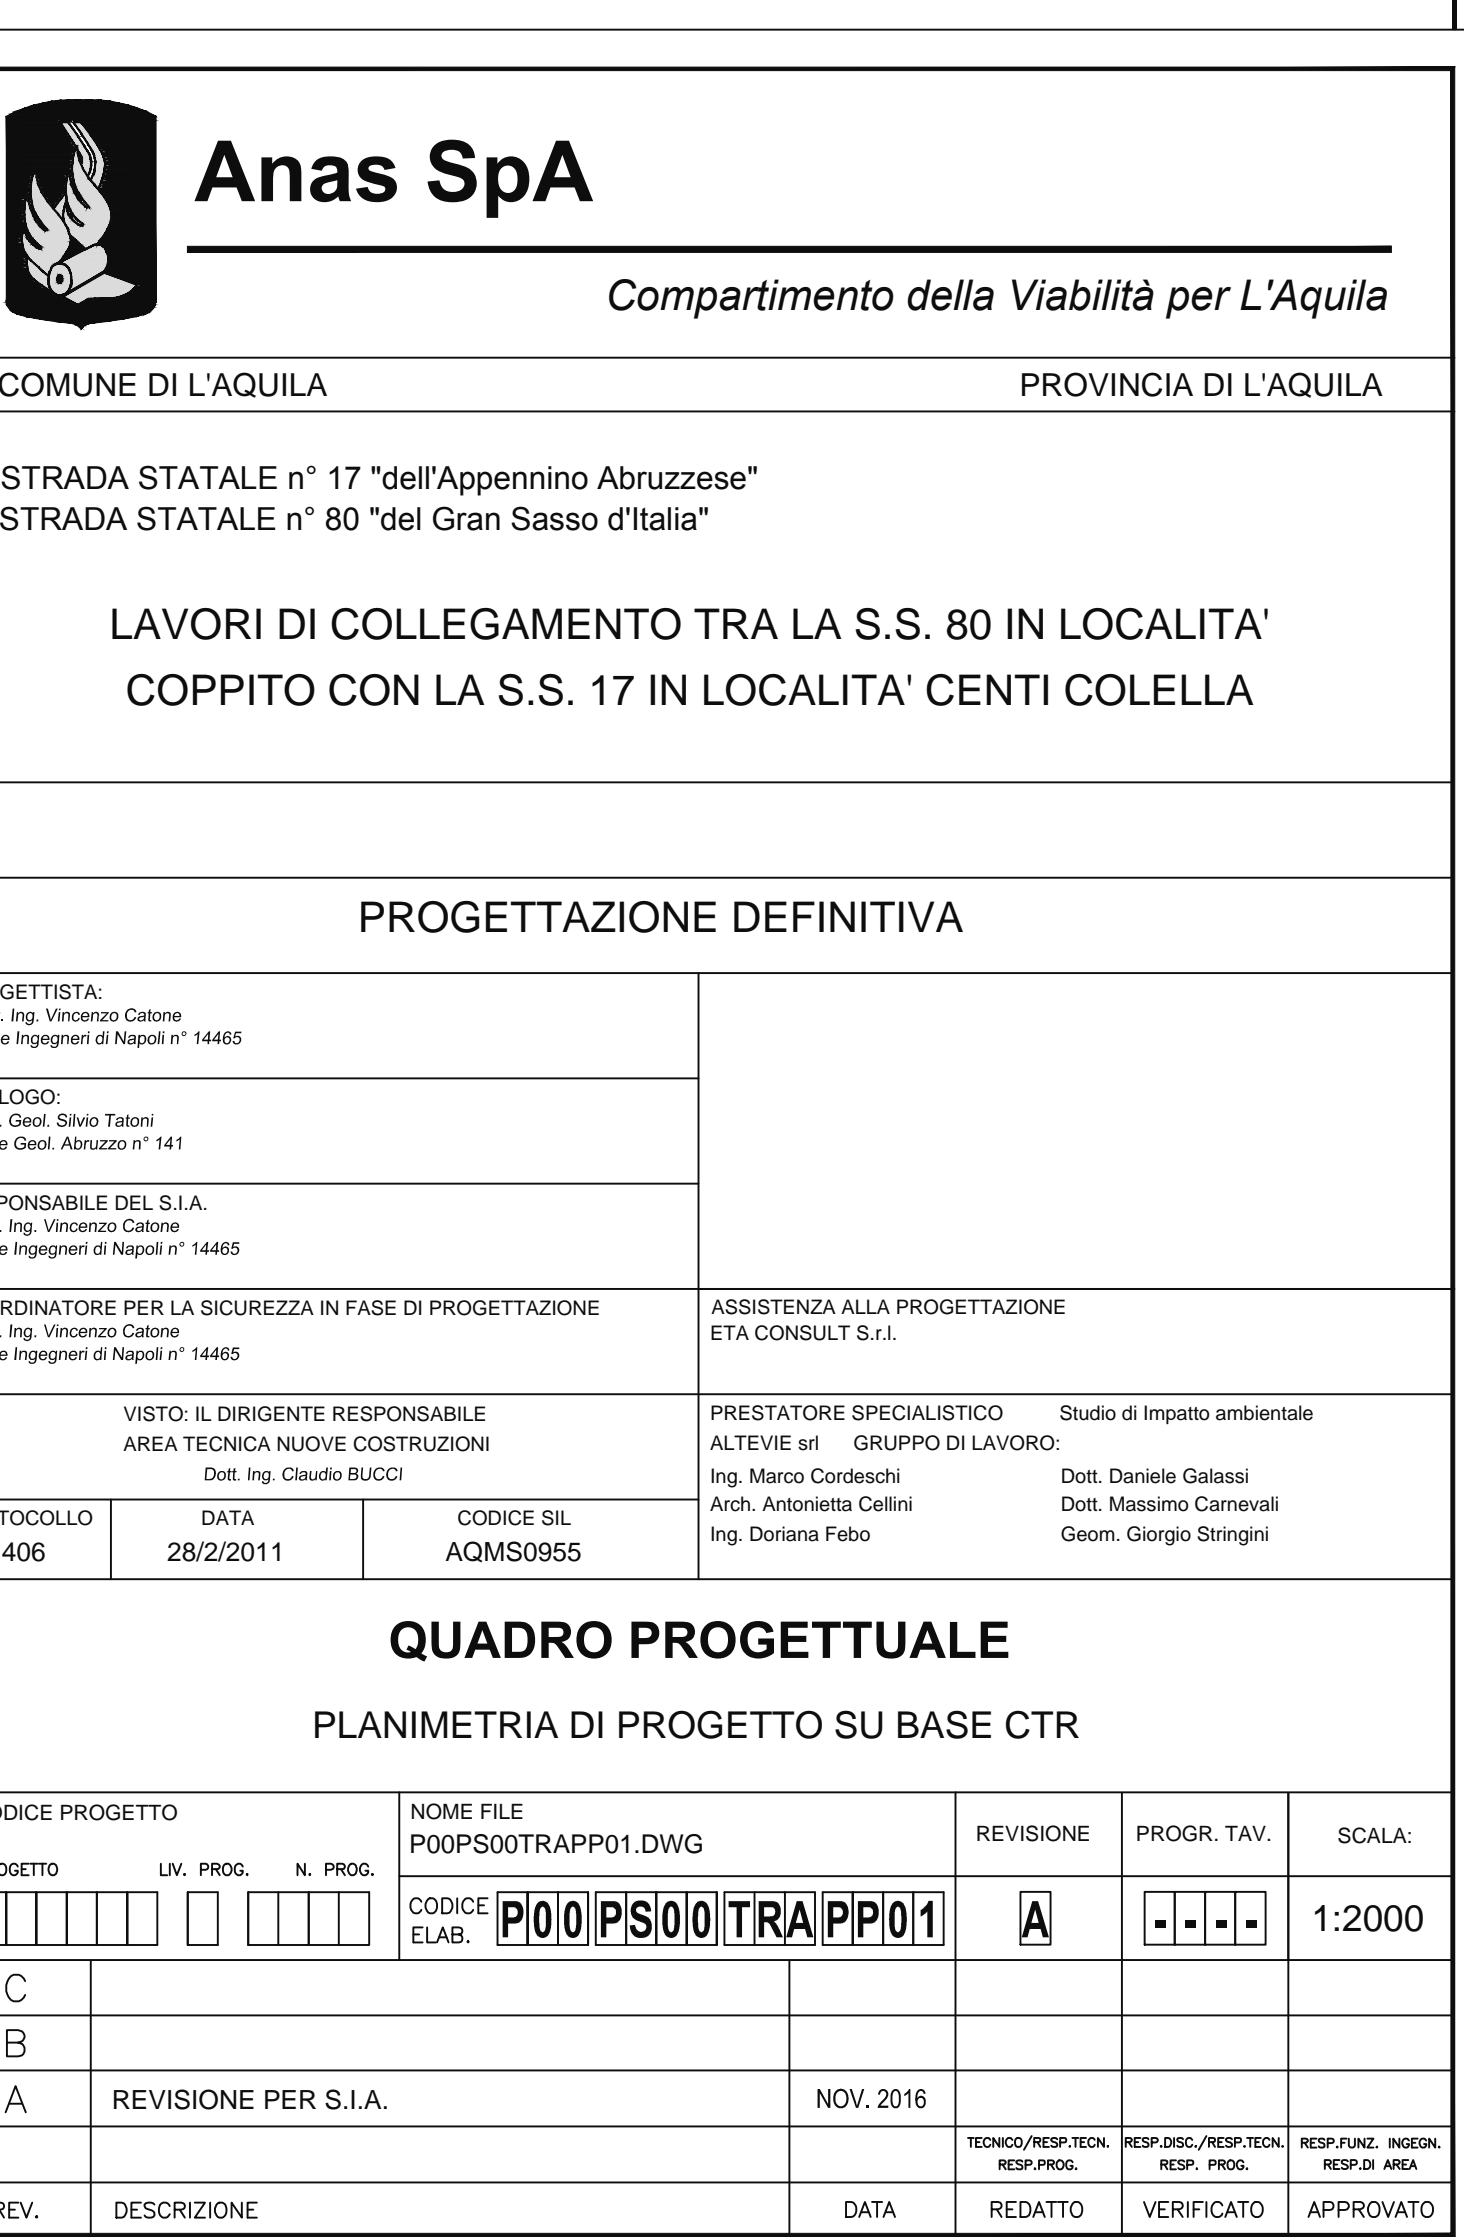 Anas SpA
Compartimento della Viabilità per L'Aquila
COMUNE DI L'AQUILA PROVINCIA DI L'AQUILA
STRADA STATALE n° 17 "dell'Appennino Abruzzese"
STRADA STATALE n° 80 "del Gran Sasso d'Italia"
LAVORI DI COLLEGAMENTO TRA LA S.S. 80 IN LOCALITA'
COPPITO CON LA S.S. 17 IN LOCALITA' CENTI COLELLA
PROGETTAZIONE DEFINITIVA
GETTISTA:
. Ing. Vincenzo Catone
e Ingegneri di Napoli n° 14465
LOGO:
. Geol. Silvio Tatoni
e Geol. Abruzzo n° 141
PONSABILE DEL S.I.A.
. Ing. Vincenzo Catone
e Ingegneri di Napoli n° 14465
RDINATORE PER LA SICUREZZA IN FASE DI PROGETTAZIONE
. Ing. Vincenzo Catone
e Ingegneri di Napoli n° 14465
ASSISTENZA ALLA PROGETTAZIONE
ETA CONSULT S.r.l.
VISTO: IL DIRIGENTE RESPONSABILE
AREA TECNICA NUOVE COSTRUZIONI
Dott. Ing. Claudio BUCCI
PRESTATORE SPECIALISTICO Studio di Impatto ambientale
ALTEVIE srl GRUPPO DI LAVORO:
Ing. Marco Cordeschi Dott. Daniele Galassi
Arch. Antonietta Cellini Dott. Massimo Carnevali
Ing. Doriana Febo Geom. Giorgio Stringini
TOCOLLO DATA CODICE SIL
406 28/2/2011 AQMS0955
QUADRO PROGETTUALE
PLANIMETRIA DI PROGETTO SU BASE CTR
ODICE PROGETTO
OGETTO LIV. PROG. N. PROG.
NOME FILE
P00PS00TRAPP01.DWG
CODICE
ELAB.
P00PS00TRAPP01
REVISIONE PROGR. TAV. SCALA:
A - - - - 1:2000
C
B
A REVISIONE PER S.I.A. NOV. 2016
TECNICO/RESP.TECN. RESP.DISC./RESP.TECN. RESP.FUNZ. INGEGN.
RESP.PROG. RESP. PROG. RESP.DI AREA
REV. DESCRIZIONE DATA REDATTO VERIFICATO APPROVATO